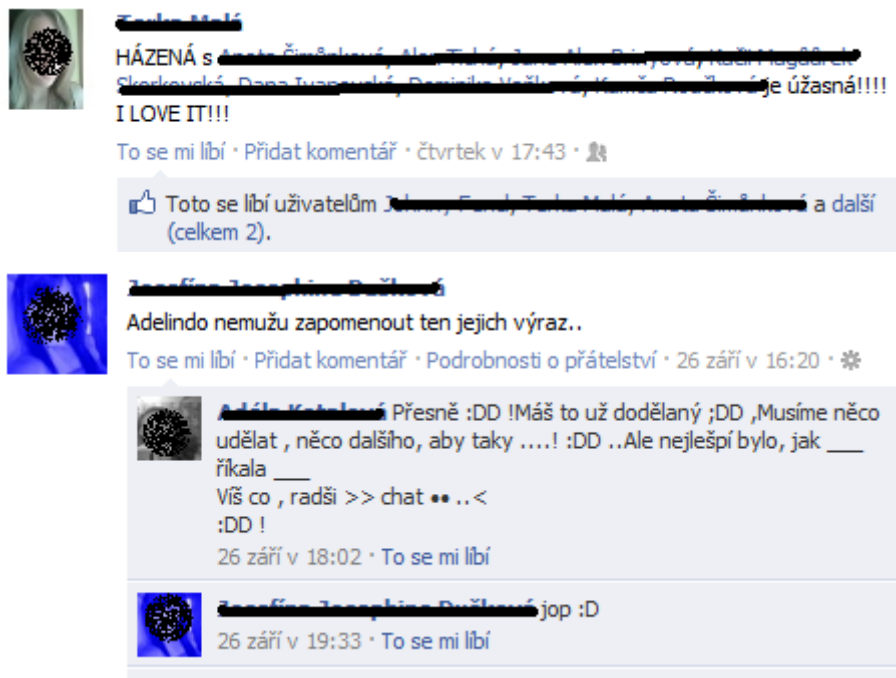 HÁZENÁ s
je úžasná!!!!
I LOVE IT!!!
To se mi líbí · Přidat komentář · čtvrtek v 17:43 ·
Toto se líbí uživatelům a další
(celkem 2).
Adelindo nemužu zapomenout ten jejich výraz..
To se mi líbí · Přidat komentář · Podrobnosti o přátelství · 26 září v 16:20 ·
Přesně :DD !Máš to už dodělaný ;DD ,Musíme něco
udělat , něco dalšího, aby taky ....! :DD ..Ale nejlešpí bylo, jak ___
říkala ___
Víš co , radši >> chat •• ..<
:DD !
26 září v 18:02 · To se mi líbí
jop :D
26 září v 19:33 · To se mi líbí